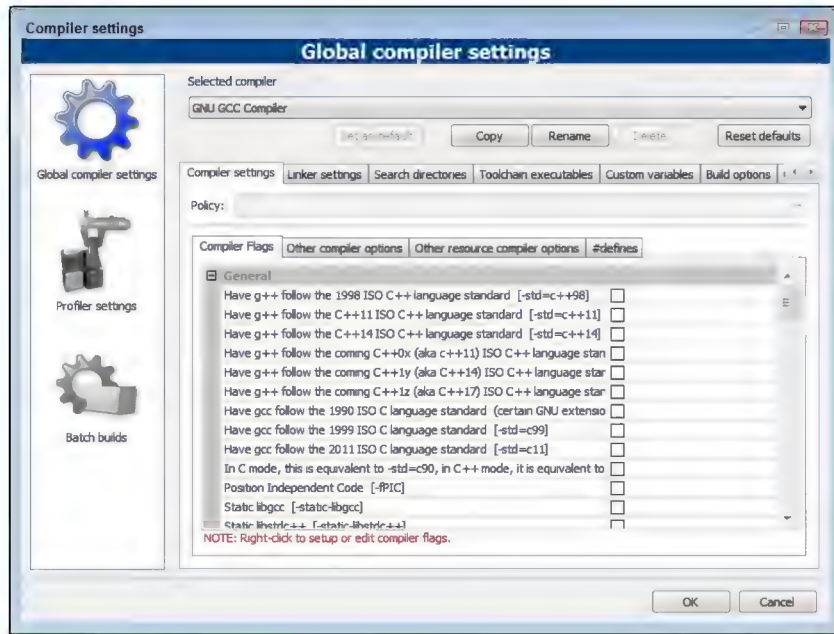 Compiler settings
Global compiler settings
Global compiler settings
Profiler settings
Batch builds
Selected compiler
GNU GCC Compiler
Set as default Copy Rename Delete Reset defaults
Compiler settings Linker settings Search directories Toolchain executables Custom variables Build options
Policy:
Compiler Flags Other compiler options Other resource compiler options #defines
General
Have g++ follow the 1998 ISO C++ language standard [-std=c++98]
Have g++ follow the C++11 ISO C++ language standard [-std=c++11]
Have g++ follow the C++14 ISO C++ language standard [-std=c++14]
Have g++ follow the coming C++0x (aka c++11) ISO C++ language stan
Have g++ follow the coming C++1y (aka C++14) ISO C++ language star
Have g++ follow the coming C++1z (aka C++17) ISO C++ language star
Have gcc follow the 1990 ISO C language standard (certain GNU extensio
Have gcc follow the 1999 ISO C language standard [-std=c99]
Have gcc follow the 2011 ISO C language standard [-std=c11]
In C mode, this is equivalent to -std=c90, in C++ mode, it is equivalent to
Position Independent Code [-fPIC]
Static libgcc [-static-libgcc]
Static libstdc++ [-static-libstdc++]
NOTE: Right-click to setup or edit compiler flags.
OK Cancel